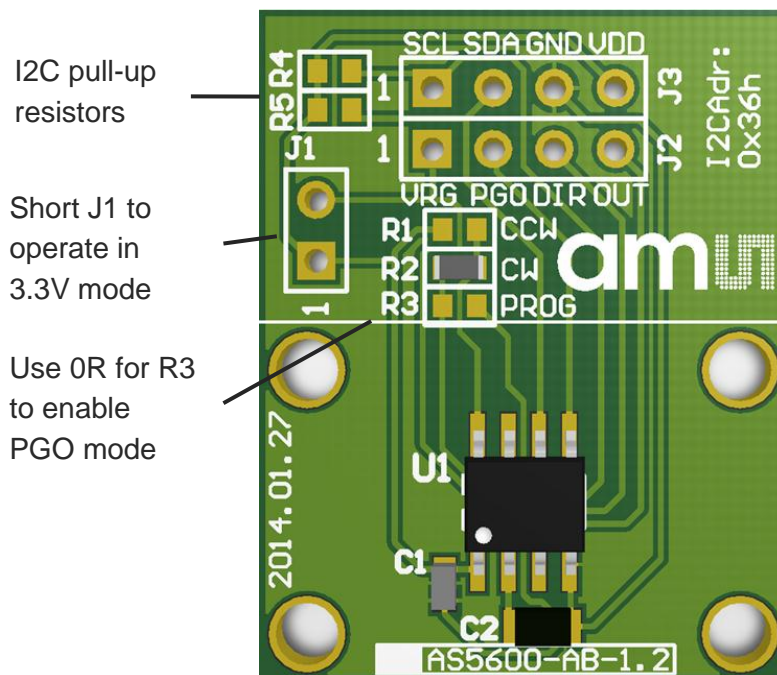 I2C pull-up
resistors
Short J1 to
operate in
3.3V mode
Use 0R for R3
to enable
PGO mode
SCL SDA GND VDD
R4
R5
1
J3
J1
1
J2
VRG PGO DIR OUT
I2CAdr:
0x36h
R1
CCW
R2
CW
R3
PROG
1
am
2014.01.27
U1
C1
C2
AS5600-AB-1.2